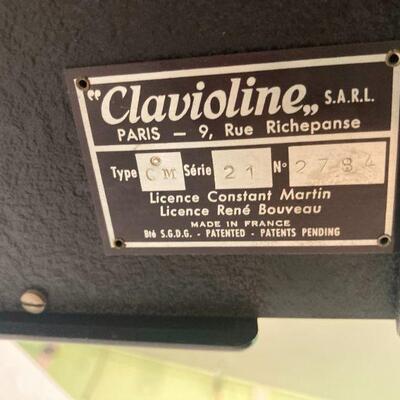 "Clavioline„ S.A.R.L.
PARIS - 9, Rue Richepanse
Type CM Série 21 N° 2784
Licence Constant Martin
Licence René Bouveau
MADE IN FRANCE
Bté S.G.D.G. - PATENTED - PATENTS PENDING